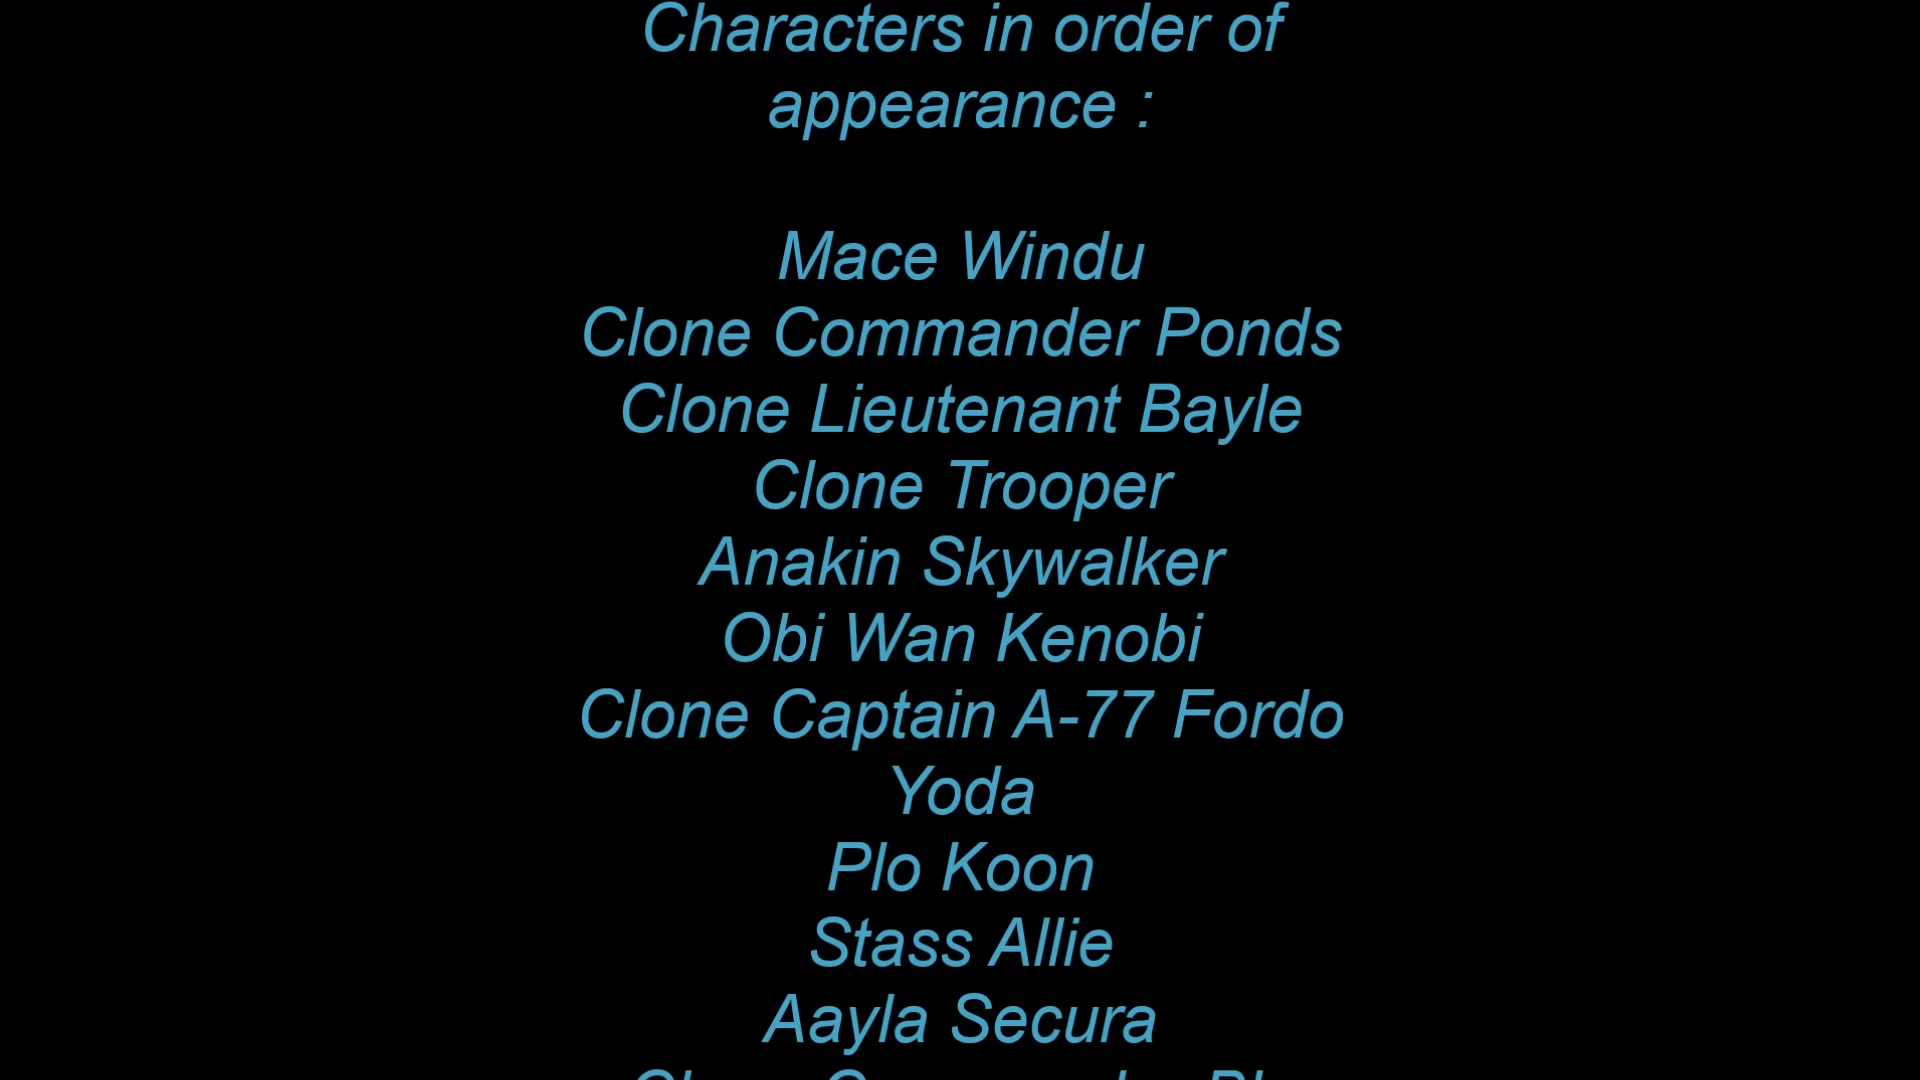 Characters in order of
appearance :
Mace Windu
Clone Commander Ponds
Clone Lieutenant Bayle
Clone Trooper
Anakin Skywalker
Obi Wan Kenobi
Clone Captain A-77 Fordo
Yoda
Plo Koon
Stass Allie
Aayla Secura